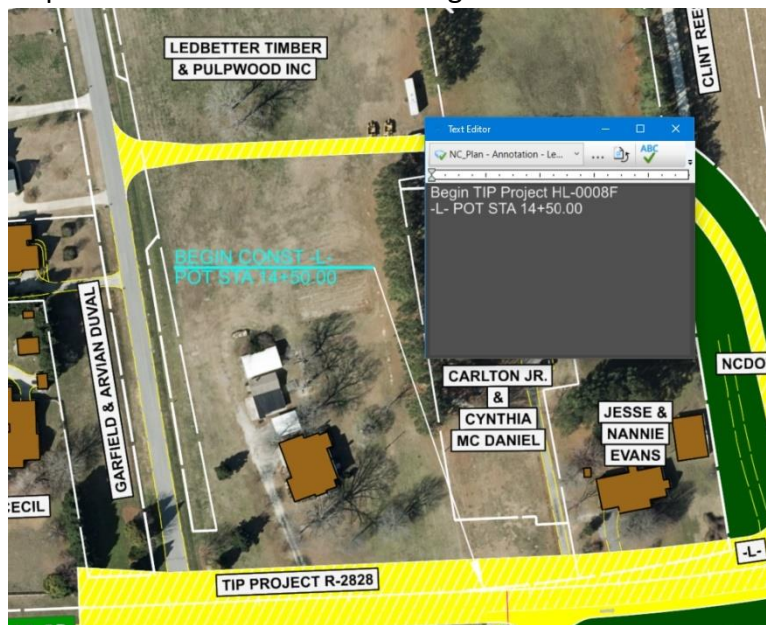 LEDBETTER TIMBER
& PULPWOOD INC
CLINT REE
Text Editor
NC_Plan - Annotation - Le...
...
ABC
Begin TIP Project HL-0008F
-L- POT STA 14+50.00
BEGIN CONST -L-
POT STA 14+50.00
GARFIELD & ARVIAN DUVAL
CARLTON JR.
&
CYNTHIA
MC DANIEL
JESSE &
NANNIE
EVANS
NCDO
CECIL
-L-
TIP PROJECT R-2828